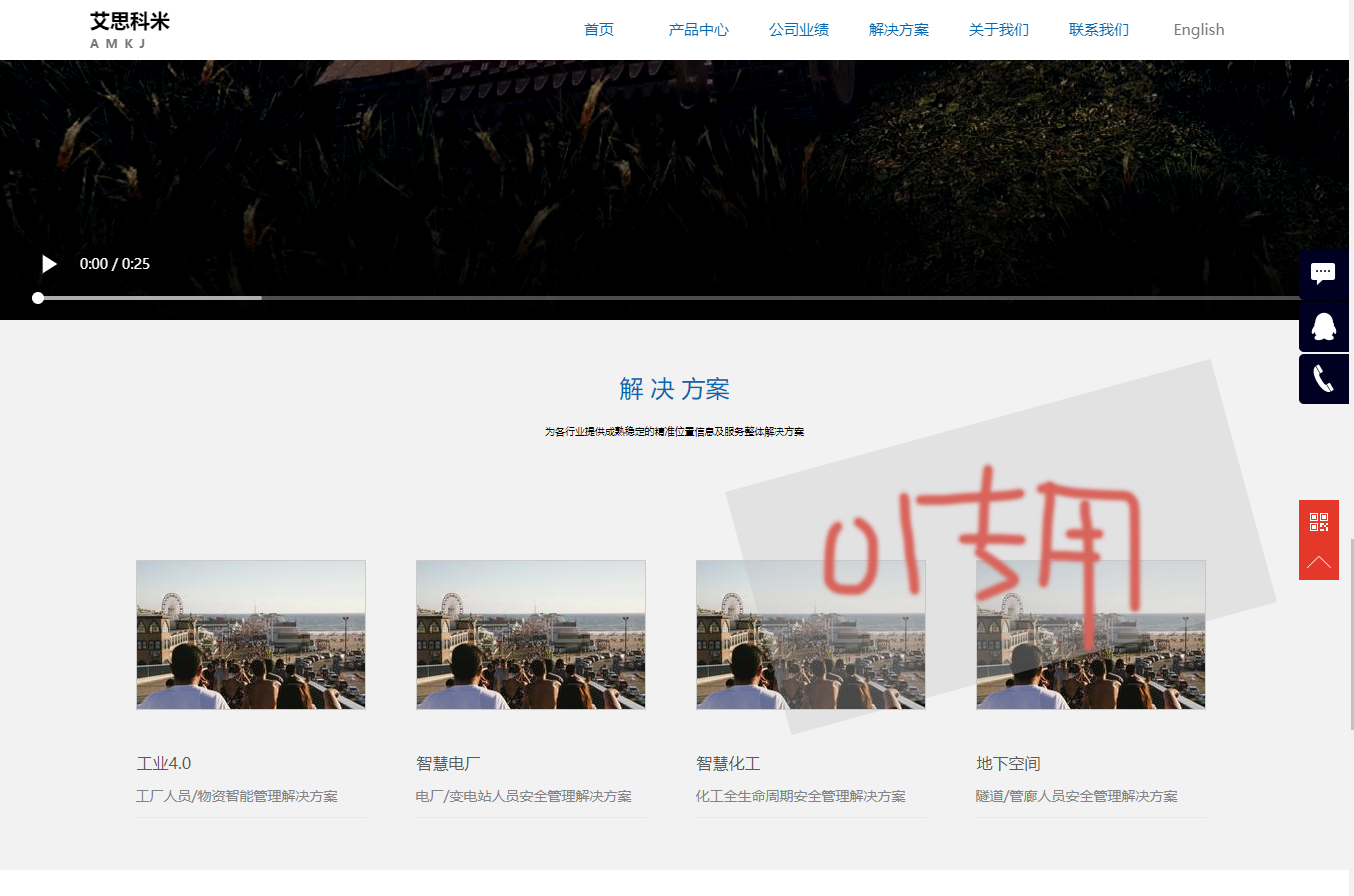 艾思科米
AMKJ
首页 产品中心 公司业绩 解决方案 关于我们 联系我们 English
0:00 / 0:25
解 决 方案
为各行业提供成熟稳定的精准位置信息及服务整体解决方案
工业4.0 智慧电厂 智慧化工 地下空间
工厂人员/物资智能管理解决方案 电厂/变电站人员安全管理解决方案 化工全生命周期安全管理解决方案 隧道/管廊人员安全管理解决方案